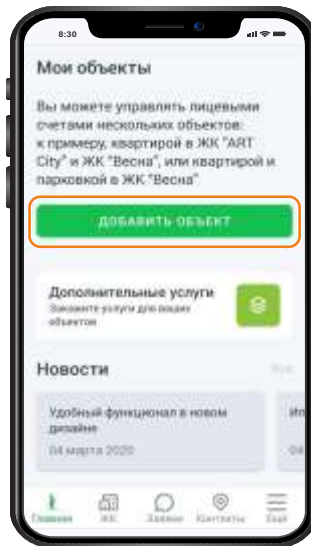 8:30
Мои объекты
Вы можете управлять лицевыми
счетами нескольких объектов:
к примеру, квартирой в ЖК "ART
City" и ЖК "Весна", или квартирой и
парковкой в ЖК "Весна"
ДОБАВИТЬ ОБЪЕКТ
Дополнительные услуги
Закажите услуги для ваших
объектов
Новости
Все
Удобный функционал в новом
дизайне
04 марта 2020
Главная ЖК Заявки Контакты Ещё